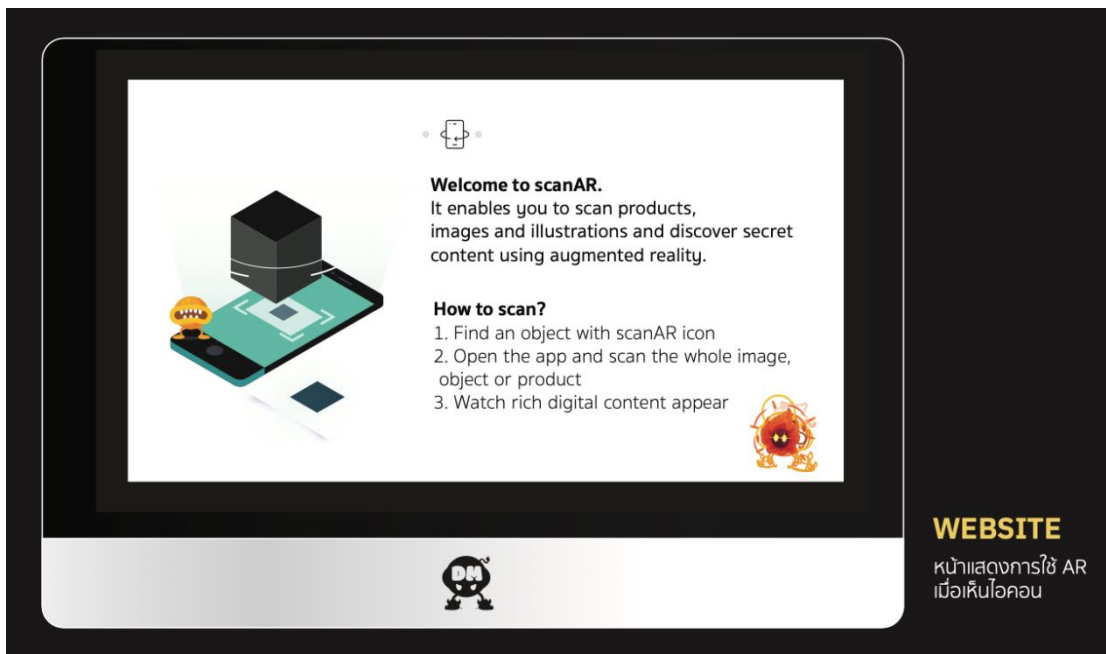 Welcome to scanAR.
It enables you to scan products,
images and illustrations and discover secret
content using augmented reality.
How to scan?
1. Find an object with scanAR icon
2. Open the app and scan the whole image,
object or product
3. Watch rich digital content appear
DM
WEBSITE
หน้าแสดงการใช้ AR
เมื่อเห็นไอคอน